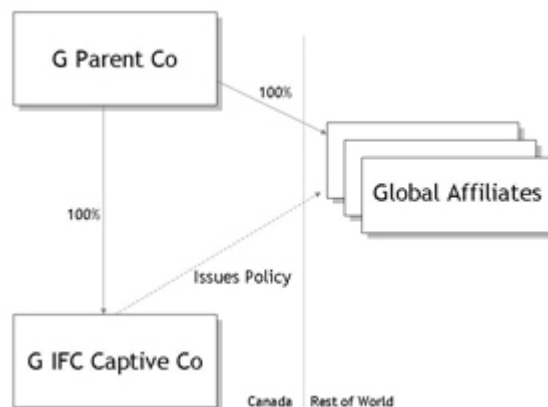 G Parent Co
100%
Global Affiliates
100%
Issues Policy
G IFC Captive Co
Canada
Rest of World